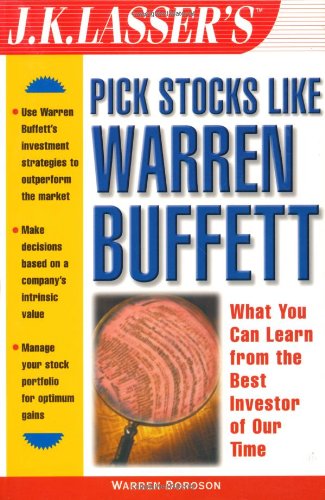 J.K.LASSER'S™
PICK STOCKS LIKE
WARREN
BUFFETT
• Use Warren
Buffett's
investment
strategies to
outperform
the market
• Make
decisions
based on a
company's
intrinsic
value
• Manage
your stock
portfolio
for optimum
gains
What You
Can Learn
from the
Best
Investor
of Our
Time
WARREN BOROSON